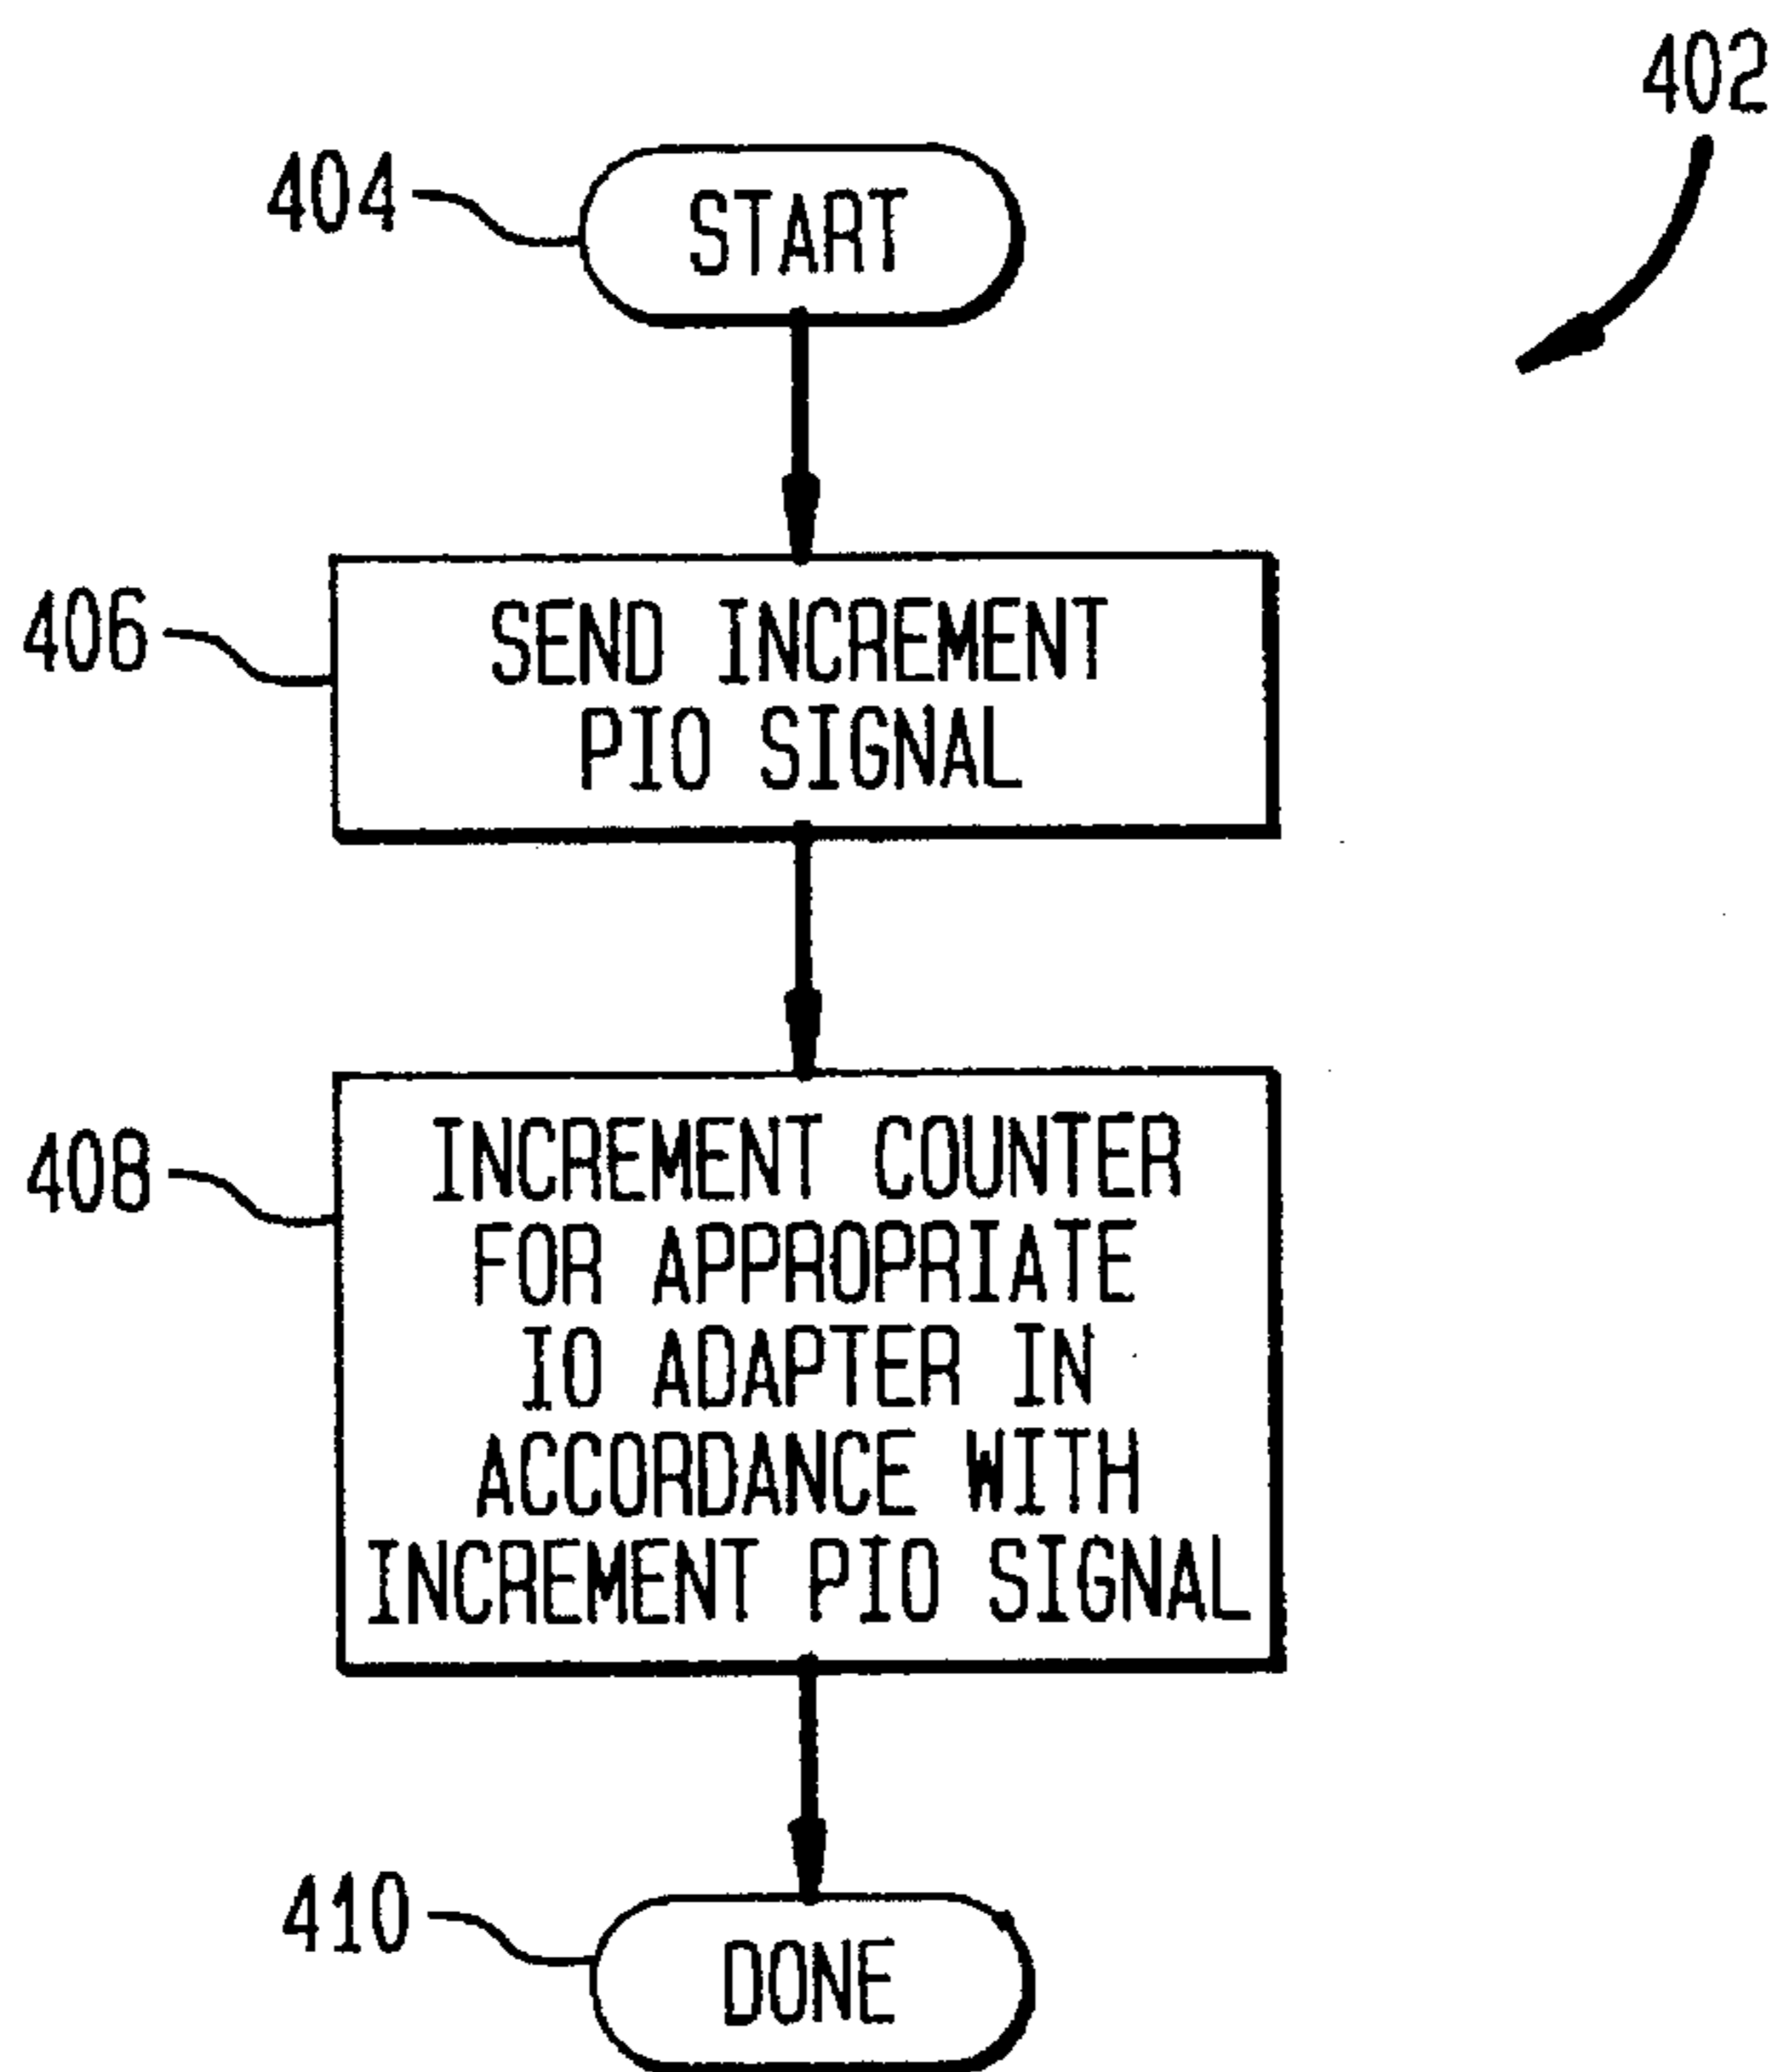 402
404
START
406
SEND INCREMENT
PIO SIGNAL
408
INCREMENT COUNTER
FOR APPROPRIATE
IO ADAPTER IN
ACCORDANCE WITH
INCREMENT PIO SIGNAL
410
DONE